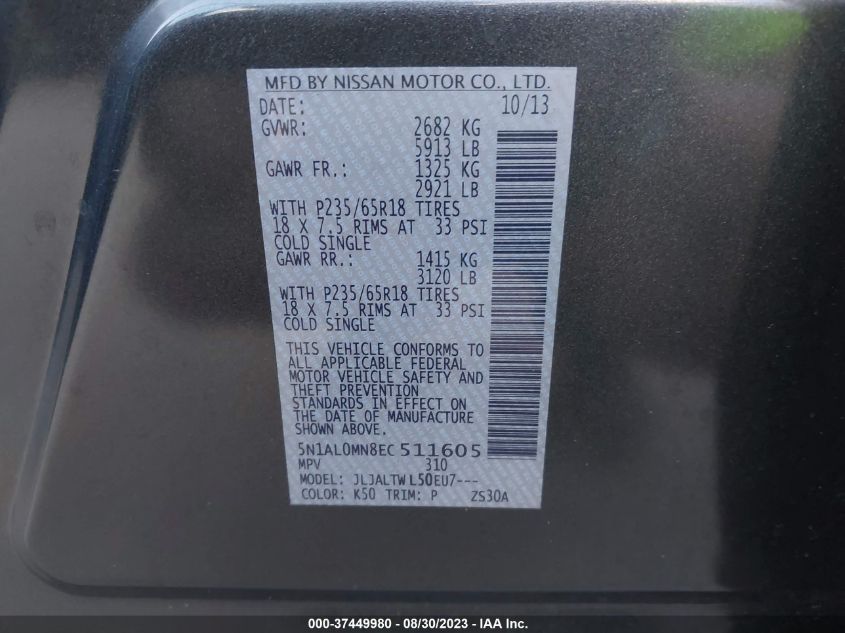 MFD BY NISSAN MOTOR CO., LTD.
DATE: 10/13
GVWR: 2682 KG
5913 LB
GAWR FR.: 1325 KG
2921 LB
WITH P235/65R18 TIRES
18 X 7.5 RIMS AT 33 PSI
COLD SINGLE
GAWR RR.: 1415 KG
3120 LB
WITH P235/65R18 TIRES
18 X 7.5 RIMS AT 33 PSI
COLD SINGLE
THIS VEHICLE CONFORMS TO
ALL APPLICABLE FEDERAL
MOTOR VEHICLE SAFETY AND
THEFT PREVENTION
STANDARDS IN EFFECT ON
THE DATE OF MANUFACTURE
SHOWN ABOVE.
5N1AL0MN8EC 511605
MPV 310
MODEL: JLJALTWL50EU7---
COLOR: K50 TRIM: P ZS30A
000-37449980 - 08/30/2023 - IAA Inc.